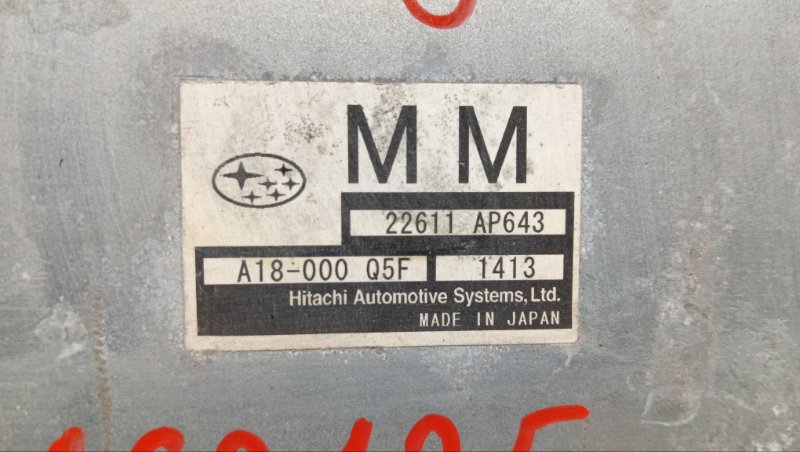 MM
22611 AP643
A18-000 Q5F 1413
Hitachi Automotive Systems, Ltd.
MADE IN JAPAN